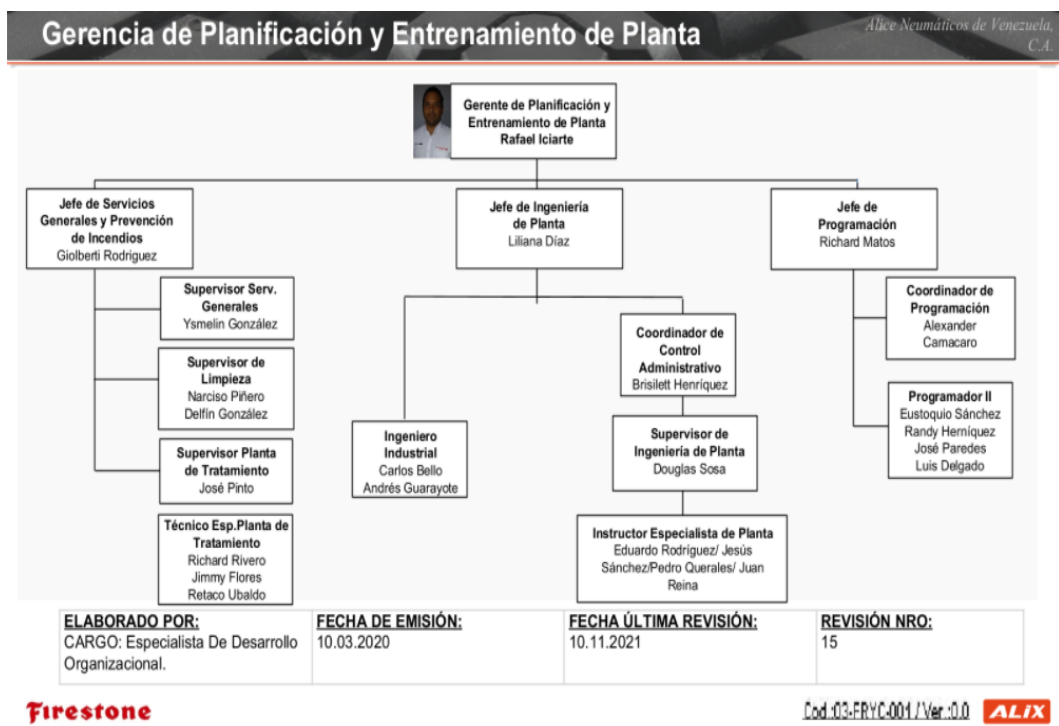 Gerencia de Planificación y Entrenamiento de Planta
Alice Neumáticos de Venezuela,
C.A.
Gerente de Planificación y
Entrenamiento de Planta
Rafael Iciarte
Jefe de Servicios
Generales y Prevención
de Incendios
Giolberti Rodriguez
Supervisor Serv.
Generales
Ysmelin González
Supervisor de
Limpieza
Narciso Piñero
Delfín González
Supervisor Planta
de Tratamiento
José Pinto
Técnico Esp.Planta de
Tratamiento
Richard Rivero
Jimmy Flores
Retaco Ubaldo
Jefe de Ingeniería
de Planta
Liliana Díaz
Ingeniero
Industrial
Carlos Bello
Andrés Guarayote
Coordinador de
Control
Administrativo
Brisilett Henríquez
Supervisor de
Ingeniería de Planta
Douglas Sosa
Instructor Especialista de Planta
Eduardo Rodríguez/ Jesús
Sánchez/Pedro Querales/ Juan
Reina
Jefe de
Programación
Richard Matos
Coordinador de
Programación
Alexander
Camacaro
Programador II
Eustoquio Sánchez
Randy Herníquez
José Paredes
Luis Delgado
ELABORADO POR:
CARGO: Especialista De Desarrollo
Organizacional.
FECHA DE EMISIÓN:
10.03.2020
FECHA ÚLTIMA REVISIÓN:
10.11.2021
REVISIÓN NRO:
15
Firestone
Cod.:03-FRYC-001 / Ver.:0.0
ALiX